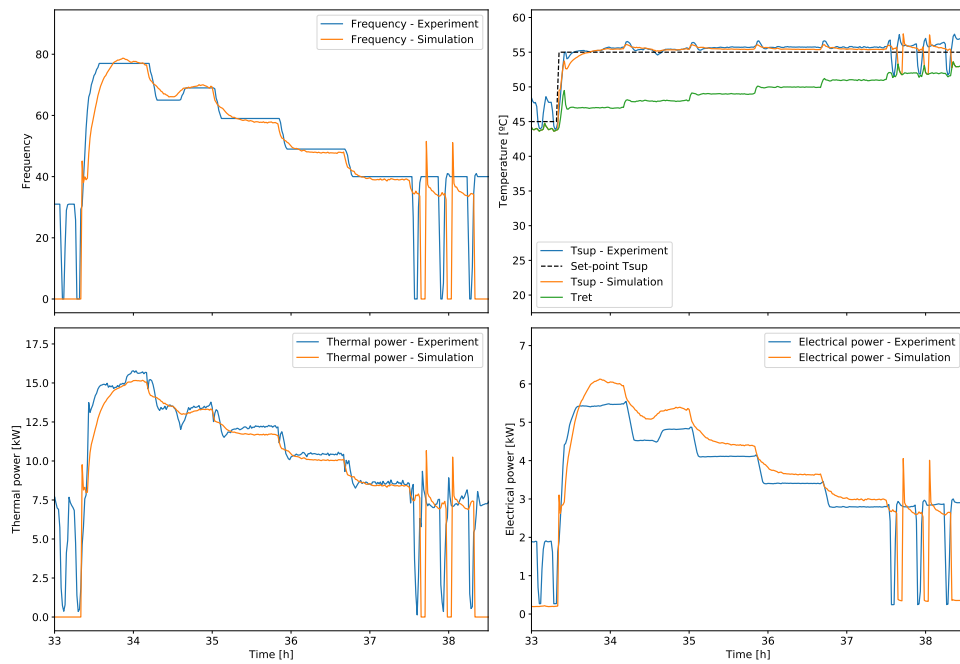 Frequency - Experiment
Frequency - Simulation
80
60
40
20
0
Frequency
60
55
50
45
40
35
30
25
20
Temperature [ºC]
Tsup - Experiment
Set-point Tsup
Tsup - Simulation
Tret
Thermal power - Experiment
Thermal power - Simulation
17.5
15.0
12.5
10.0
7.5
5.0
2.5
0.0
Thermal power [kW]
33 34 35 36 37 38
Time [h]
Electrical power - Experiment
Electrical power - Simulation
7
6
5
4
3
2
1
0
Electrical power [kW]
33 34 35 36 37 38
Time [h]